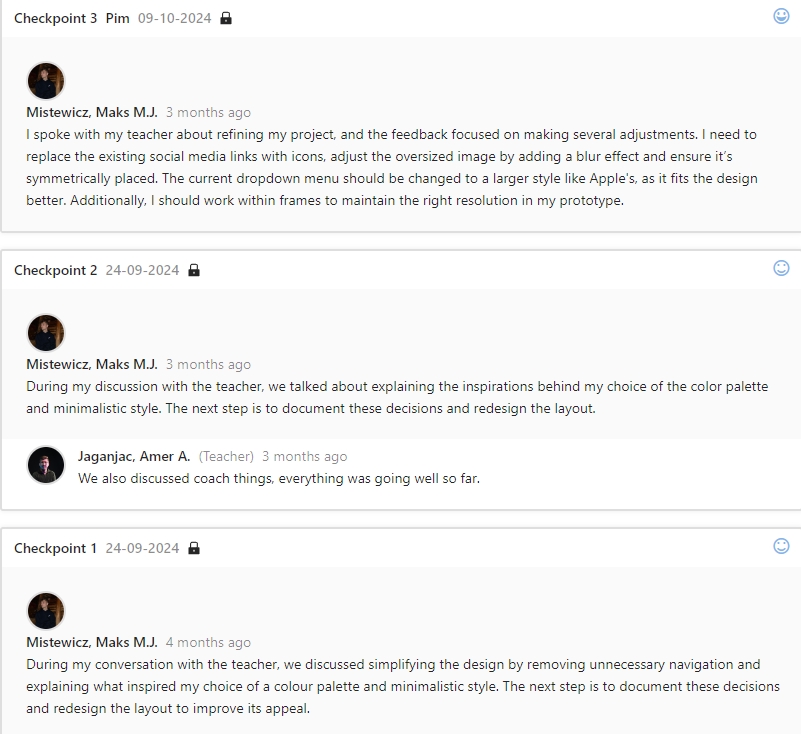 Checkpoint 3 Pim 09-10-2024
Mistewicz, Maks M.J. 3 months ago
I spoke with my teacher about refining my project, and the feedback focused on making several adjustments. I need to
replace the existing social media links with icons, adjust the oversized image by adding a blur effect and ensure it’s
symmetrically placed. The current dropdown menu should be changed to a larger style like Apple's, as it fits the design
better. Additionally, I should work within frames to maintain the right resolution in my prototype.
Checkpoint 2 24-09-2024
Mistewicz, Maks M.J. 3 months ago
During my discussion with the teacher, we talked about explaining the inspirations behind my choice of the color palette
and minimalistic style. The next step is to document these decisions and redesign the layout.
Jaganjac, Amer A. (Teacher) 3 months ago
We also discussed coach things, everything was going well so far.
Checkpoint 1 24-09-2024
Mistewicz, Maks M.J. 4 months ago
During my conversation with the teacher, we discussed simplifying the design by removing unnecessary navigation and
explaining what inspired my choice of a colour palette and minimalistic style. The next step is to document these decisions
and redesign the layout to improve its appeal.